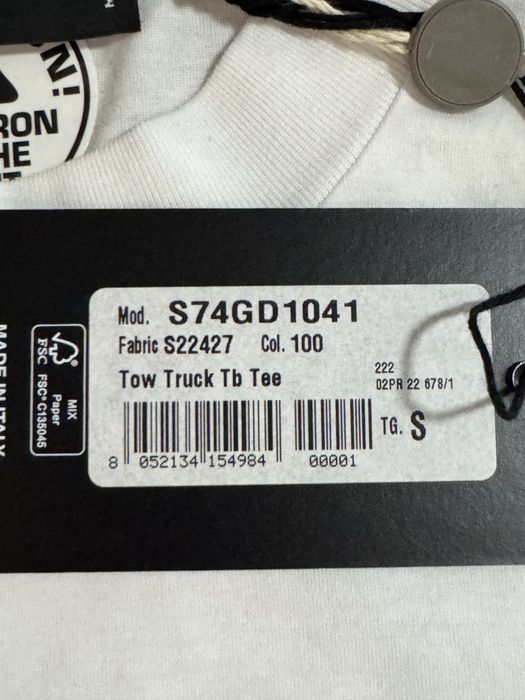 N!
RON
HE
Mod. S74GD1041
Fabric S22427 Col. 100
Tow Truck Tb Tee
222
02PR 22 678/1
8 052134 154984 00001
TG. S
MIX
Paper
FSC® C135045
FSC
MADE IN ITALY